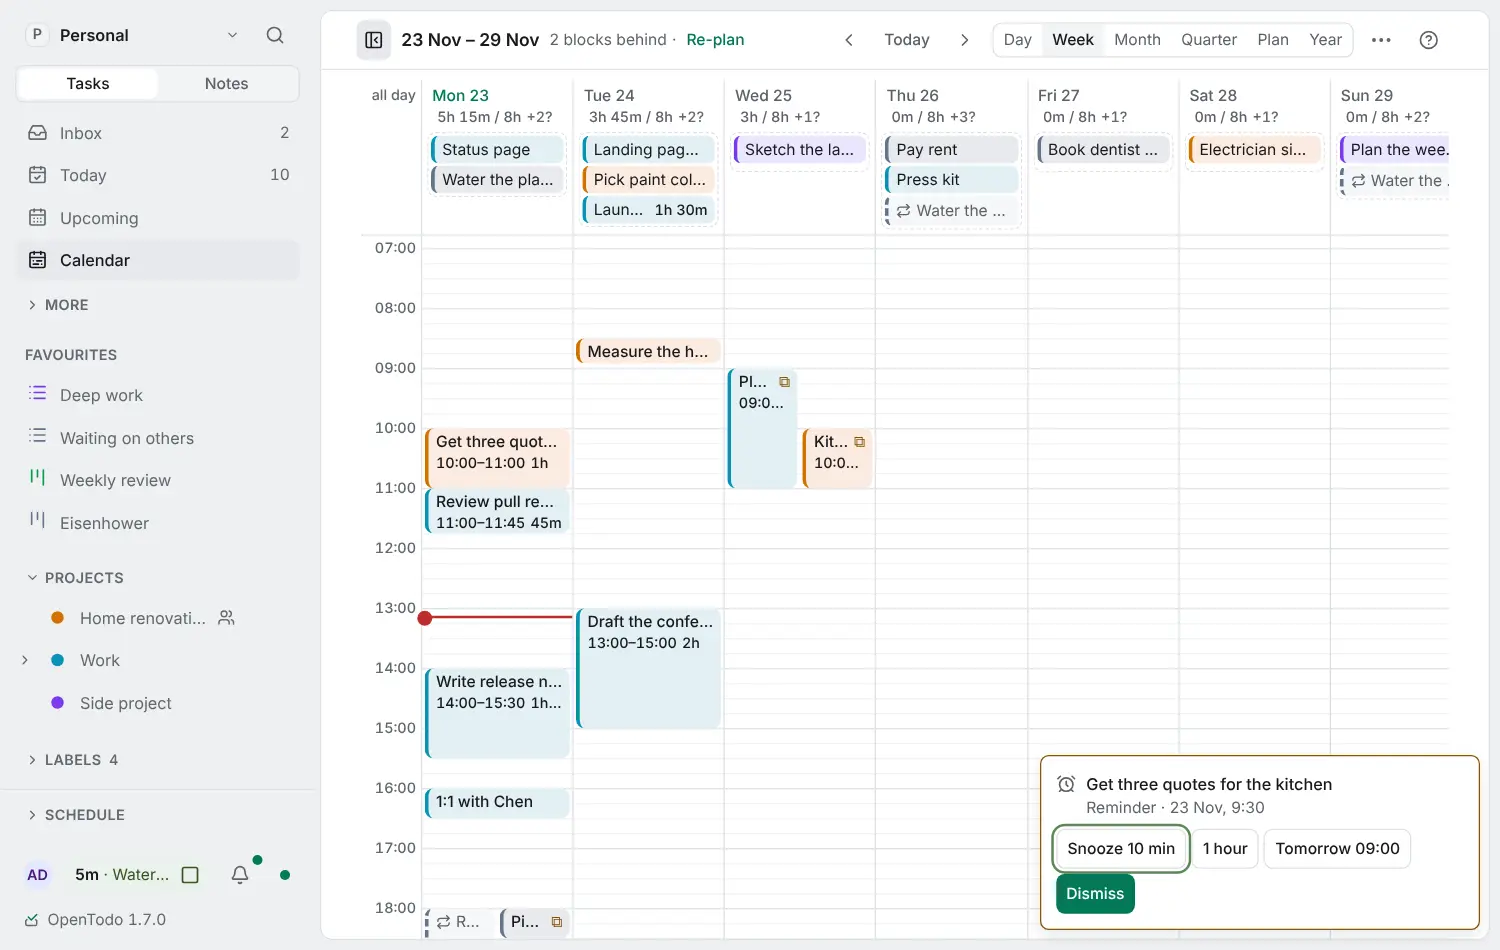 P Personal
Tasks Notes
Inbox 2
Today 10
Upcoming
Calendar
MORE
FAVOURITES
Deep work
Waiting on others
Weekly review
Eisenhower
PROJECTS
Home renovati...
Work
Side project
LABELS 4
SCHEDULE
AD 5m · Water...
OpenTodo 1.7.0
23 Nov – 29 Nov 2 blocks behind · Re-plan
Today
Day Week Month Quarter Plan Year
all day
Mon 23
5h 15m / 8h +2?
Status page
Water the pla...
Tue 24
3h 45m / 8h +2?
Landing pag...
Pick paint col...
Laun... 1h 30m
Wed 25
3h / 8h +1?
Sketch the la...
Thu 26
0m / 8h +3?
Pay rent
Press kit
Water the ...
Fri 27
0m / 8h +1?
Book dentist ...
Sat 28
0m / 8h +1?
Electrician si...
Sun 29
0m / 8h +2?
Plan the wee.
Water the .
07:00
08:00
09:00
10:00
11:00
12:00
13:00
14:00
15:00
16:00
17:00
18:00
Get three quot...
10:00–11:00 1h
Review pull re...
11:00–11:45 45m
Write release n...
14:00–15:30 1h...
1:1 with Chen
R...
Pi...
Measure the h...
Draft the confe...
13:00–15:00 2h
Pl...
09:0...
Kit...
10:0...
Get three quotes for the kitchen
Reminder · 23 Nov, 9:30
Snooze 10 min 1 hour Tomorrow 09:00
Dismiss